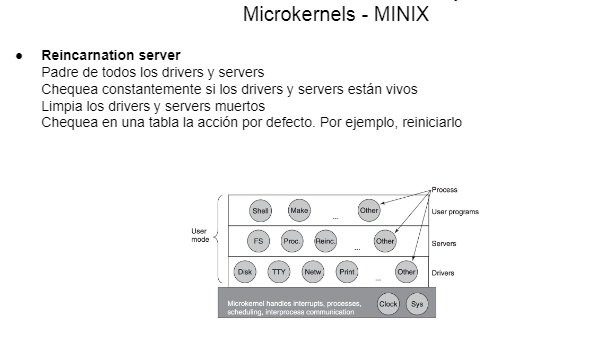 Microkernels - MINIX
● Reincarnation server
Padre de todos los drivers y servers
Chequea constantemente si los drivers y servers están vivos
Limpia los drivers y servers muertos
Chequea en una tabla la acción por defecto. Por ejemplo, reiniciarlo
Process
Shell Make ... Other User programs
User mode
FS Proc. Reinc. ... Other Servers
Disk TTY Netw Print ... Other Drivers
Microkernel handles interrupts, processes,
scheduling, interprocess communication
Clock Sys